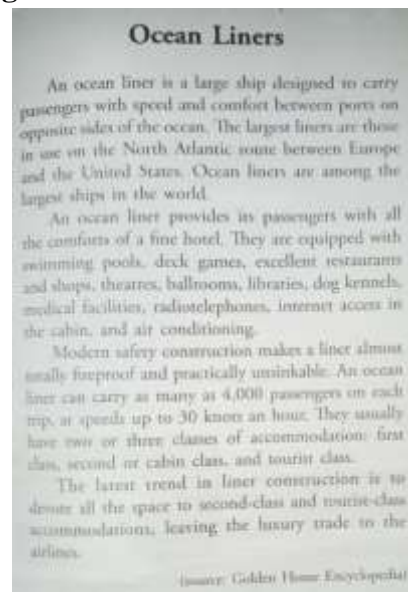 Ocean Liners
An ocean liner is a large ship designed to carry
passengers with speed and comfort between ports on
opposite sides of the ocean. The largest liners are those
in use on the North Atlantic route between Europe
and the United States. Ocean liners are among the
largest ships in the world.
An ocean liner provides its passengers with all
the comforts of a fine hotel. They are equipped with
swimming pools, deck games, excellent restaurants
and shops, theatres, ballrooms, libraries, dog kennels,
medical facilities, radiotelephones, internet access in
the cabin, and air conditioning.
Modern safety construction makes a liner almost
totally fireproof and practically unsinkable. An ocean
liner can carry as many as 4,000 passengers on each
trip, at speeds up to 30 knots an hour. They usually
have two or three classes of accommodation: first
class, second or cabin class, and tourist class.
The latest trend in liner construction is to
devote all the space to second-class and tourist-class
accommodations, leaving the luxury trade to the
airlines.
(source: Golden Home Encyclopedia)